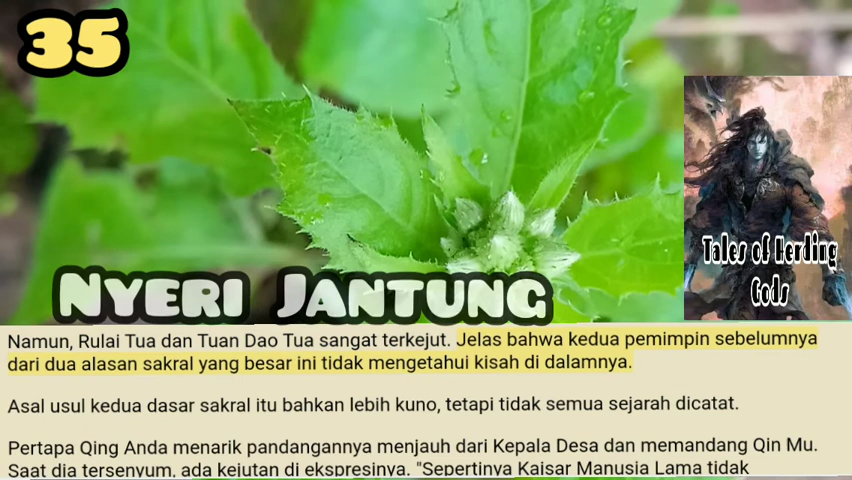 35
Tales of Herding
Gods
NYERI JANTUNG
Namun, Rulai Tua dan Tuan Dao Tua sangat terkejut. Jelas bahwa kedua pemimpin sebelumnya
dari dua alasan sakral yang besar ini tidak mengetahui kisah di dalamnya.
Asal usul kedua dasar sakral itu bahkan lebih kuno, tetapi tidak semua sejarah dicatat.
Pertapa Qing Anda menarik pandangannya menjauh dari Kepala Desa dan memandang Qin Mu.
Saat dia tersenyum, ada kejutan di ekspresinya. "Sepertinya Kaisar Manusia Lama tidak